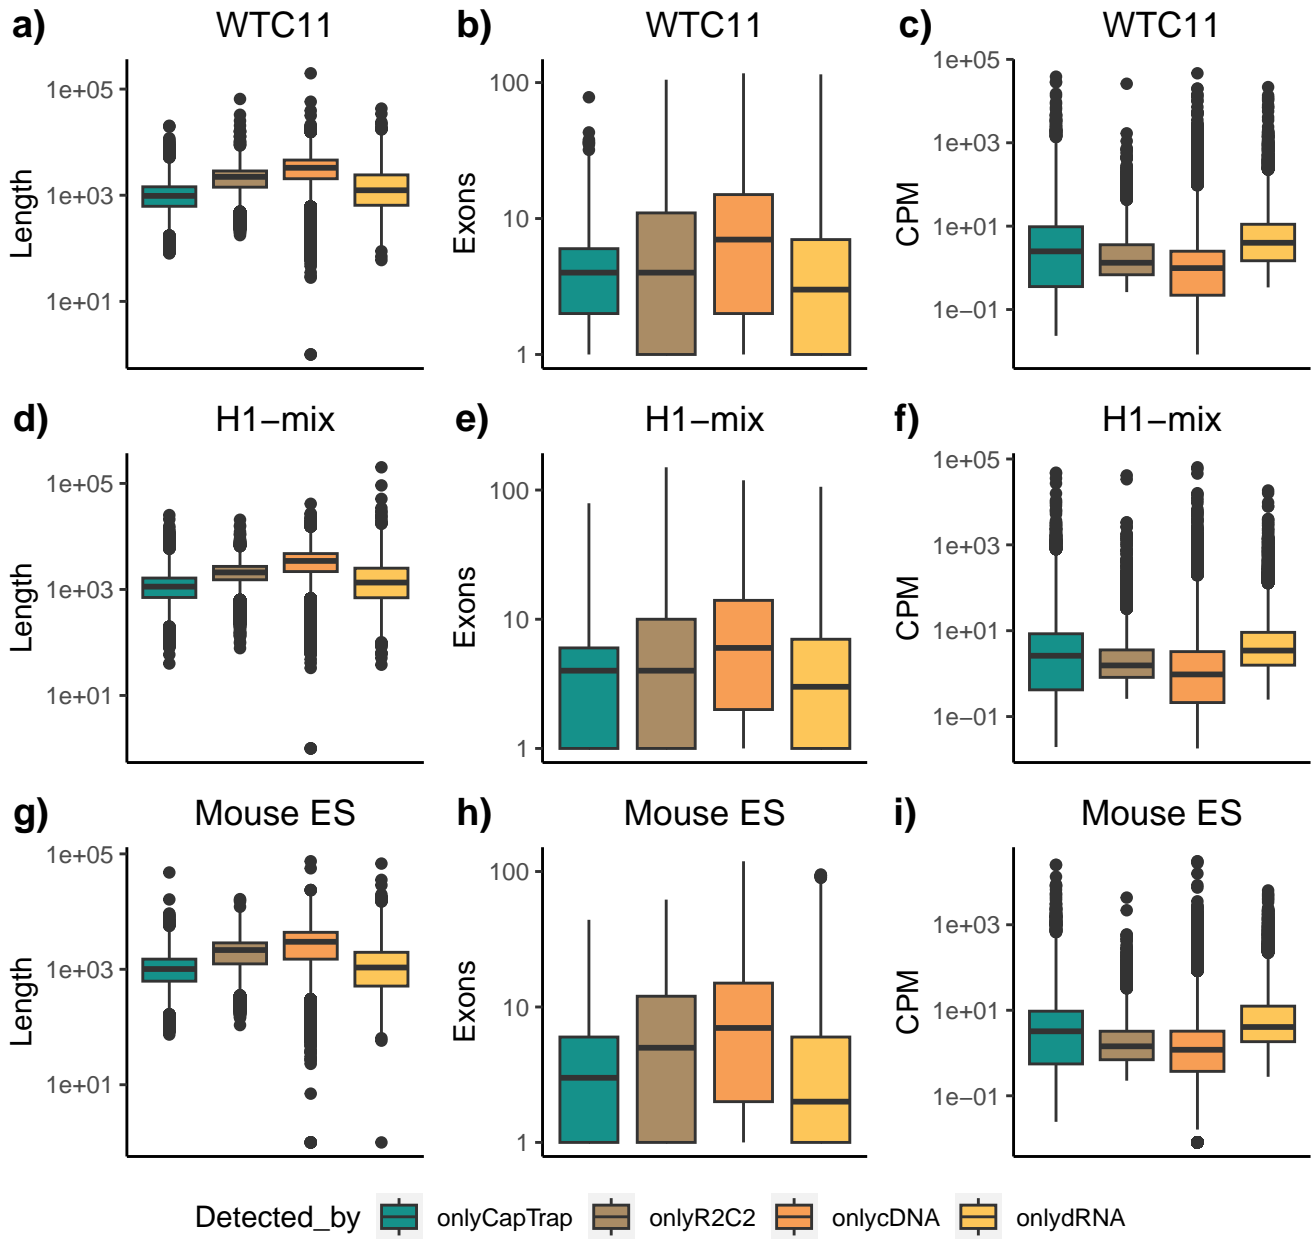 a) WTC11
b) WTC11
c) WTC11
Length
1e+05
1e+03
1e+01
Exons
100
10
1
CPM
1e+05
1e+03
1e+01
1e−01
d) H1−mix
e) H1−mix
f) H1−mix
Length
1e+05
1e+03
1e+01
Exons
100
10
1
CPM
1e+05
1e+03
1e+01
1e−01
g) Mouse ES
h) Mouse ES
i) Mouse ES
Length
1e+05
1e+03
1e+01
Exons
100
10
1
CPM
1e+03
1e+01
1e−01
Detected_by onlyCapTrap onlyR2C2 onlycDNA onlydRNA